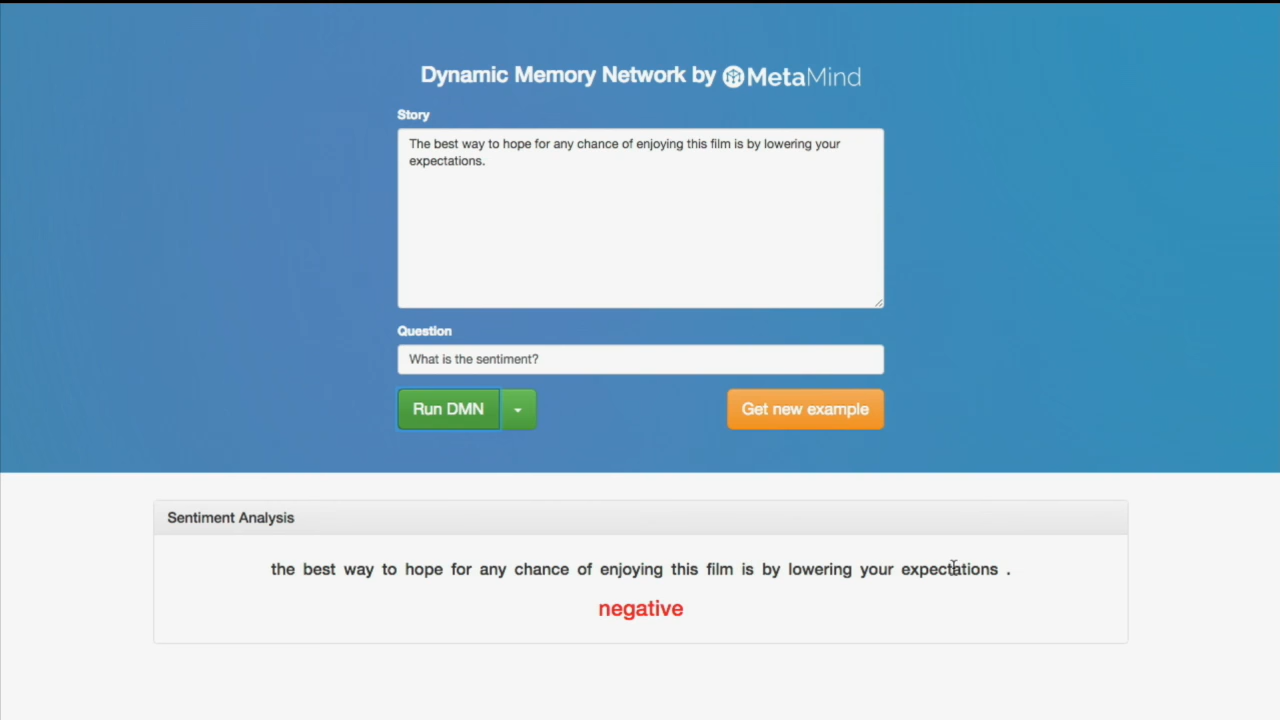 Dynamic Memory Network by MetaMind
Story
The best way to hope for any chance of enjoying this film is by lowering your
expectations.
Question
What is the sentiment?
Run DMN
Get new example
Sentiment Analysis
the best way to hope for any chance of enjoying this film is by lowering your expectations .
negative